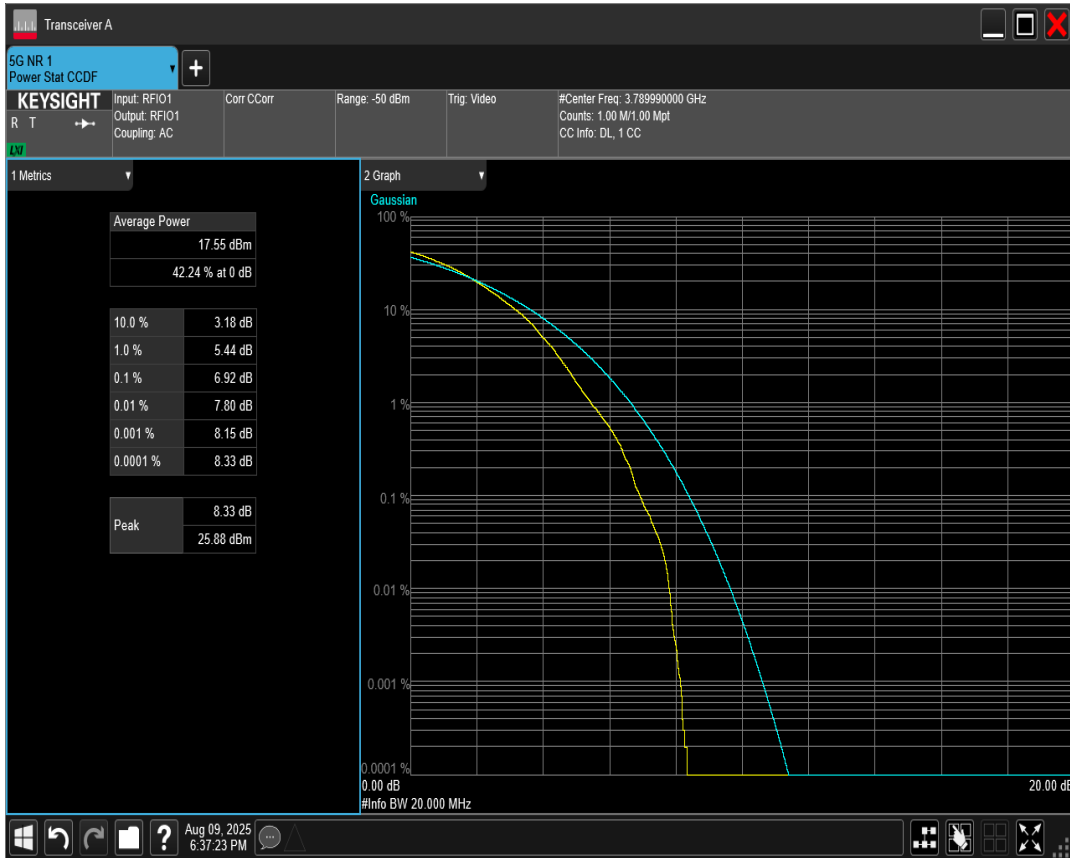 Transceiver A
5G NR 1
Power Stat CCDF
KEYSIGHT
R T
LXI
Input: RFIO1
Output: RFIO1
Coupling: AC
Corr CCorr
Range: -50 dBm
Trig: Video
#Center Freq: 3.789990000 GHz
Counts: 1.00 M/1.00 Mpt
CC Info: DL, 1 CC
1 Metrics
Average Power
17.55 dBm
42.24 % at 0 dB
10.0 % 3.18 dB
1.0 % 5.44 dB
0.1 % 6.92 dB
0.01 % 7.80 dB
0.001 % 8.15 dB
0.0001 % 8.33 dB
Peak
8.33 dB
25.88 dBm
2 Graph
Gaussian
100 %
10 %
1 %
0.1 %
0.01 %
0.001 %
0.0001 %
0.00 dB
20.00 dB
#Info BW 20.000 MHz
?
Aug 09, 2025
6:37:23 PM